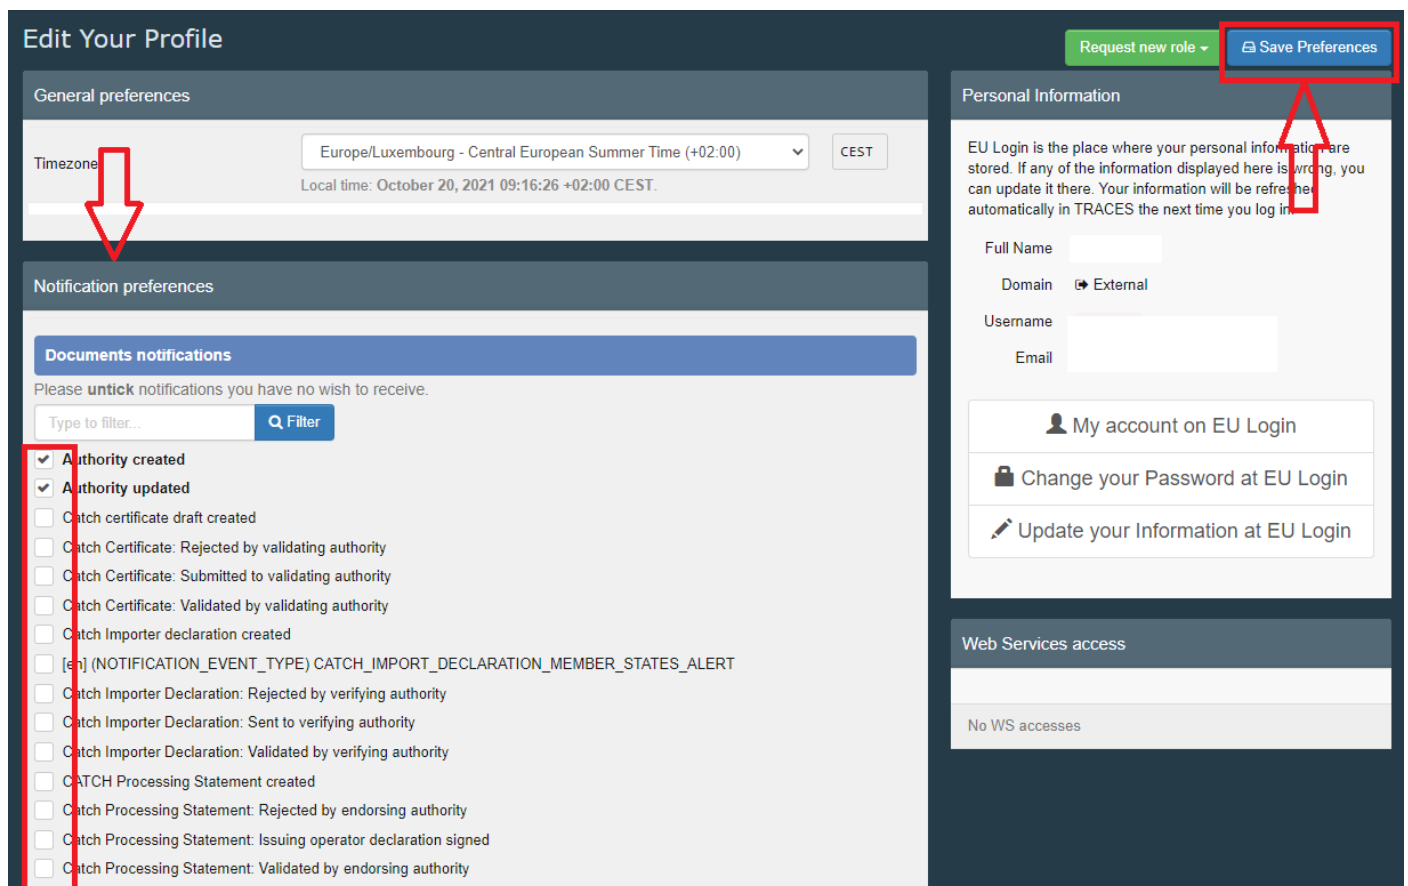 Edit Your Profile
Request new role
Save Preferences
General preferences
Timezone
Europe/Luxembourg - Central European Summer Time (+02:00)
CEST
Local time: October 20, 2021 09:16:26 +02:00 CEST.
Notification preferences
Documents notifications
Please untick notifications you have no wish to receive.
Type to filter...
Filter
Authority created
Authority updated
Catch certificate draft created
Catch Certificate: Rejected by validating authority
Catch Certificate: Submitted to validating authority
Catch Certificate: Validated by validating authority
Catch Importer declaration created
[en] (NOTIFICATION_EVENT_TYPE) CATCH_IMPORT_DECLARATION_MEMBER_STATES_ALERT
Catch Importer Declaration: Rejected by verifying authority
Catch Importer Declaration: Sent to verifying authority
Catch Importer Declaration: Validated by verifying authority
CATCH Processing Statement created
Catch Processing Statement: Rejected by endorsing authority
Catch Processing Statement: Issuing operator declaration signed
Catch Processing Statement: Validated by endorsing authority
Personal Information
EU Login is the place where your personal information are
stored. If any of the information displayed here is wrong, you
can update it there. Your information will be refreshed
automatically in TRACES the next time you log in.
Full Name
Domain
External
Username
Email
My account on EU Login
Change your Password at EU Login
Update your Information at EU Login
Web Services access
No WS accesses